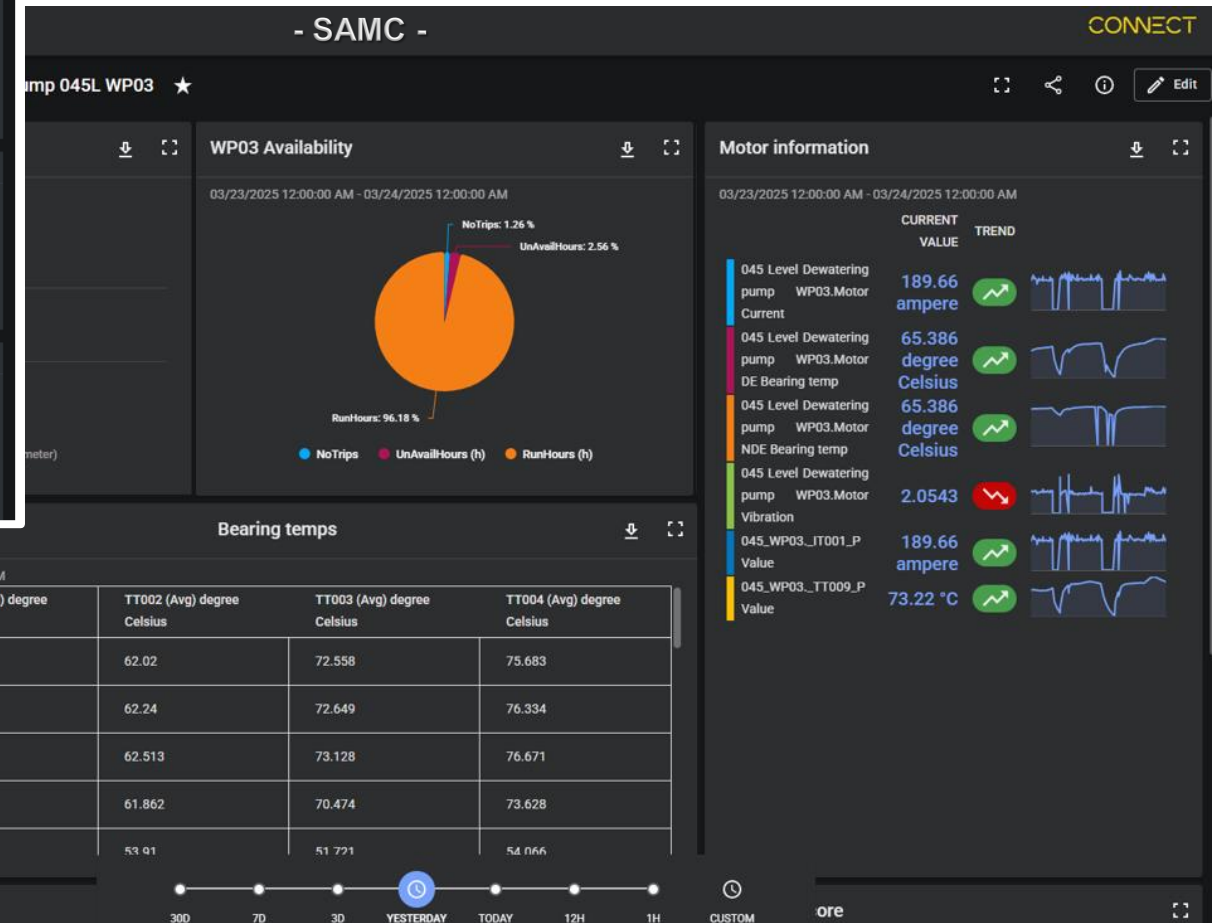 - SAMC -
CONNECT
ump 045L WP03
Edit
WP03 Availability
03/23/2025 12:00:00 AM - 03/24/2025 12:00:00 AM
NoTrips: 1.26 %
UnAvailHours: 2.56 %
RunHours: 96.18 %
NoTrips
UnAvailHours (h)
RunHours (h)
meter)
Motor information
03/23/2025 12:00:00 AM - 03/24/2025 12:00:00 AM
CURRENT
VALUE
TREND
045 Level Dewatering
pump WP03.Motor
Current
189.66
ampere
045 Level Dewatering
pump WP03.Motor
DE Bearing temp
65.386
degree
Celsius
045 Level Dewatering
pump WP03.Motor
NDE Bearing temp
65.386
degree
Celsius
045 Level Dewatering
pump WP03.Motor
Vibration
2.0543
045_WP03._IT001_P
Value
189.66
ampere
045_WP03._TT009_P
Value
73.22 °C
Bearing temps
M
) degree
TT002 (Avg) degree
Celsius
TT003 (Avg) degree
Celsius
TT004 (Avg) degree
Celsius
62.02
72.558
75.683
62.24
72.649
76.334
62.513
73.128
76.671
61.862
70.474
73.628
53.91
51.721
54.066
30D
7D
3D
YESTERDAY
TODAY
12H
1H
CUSTOM
ore